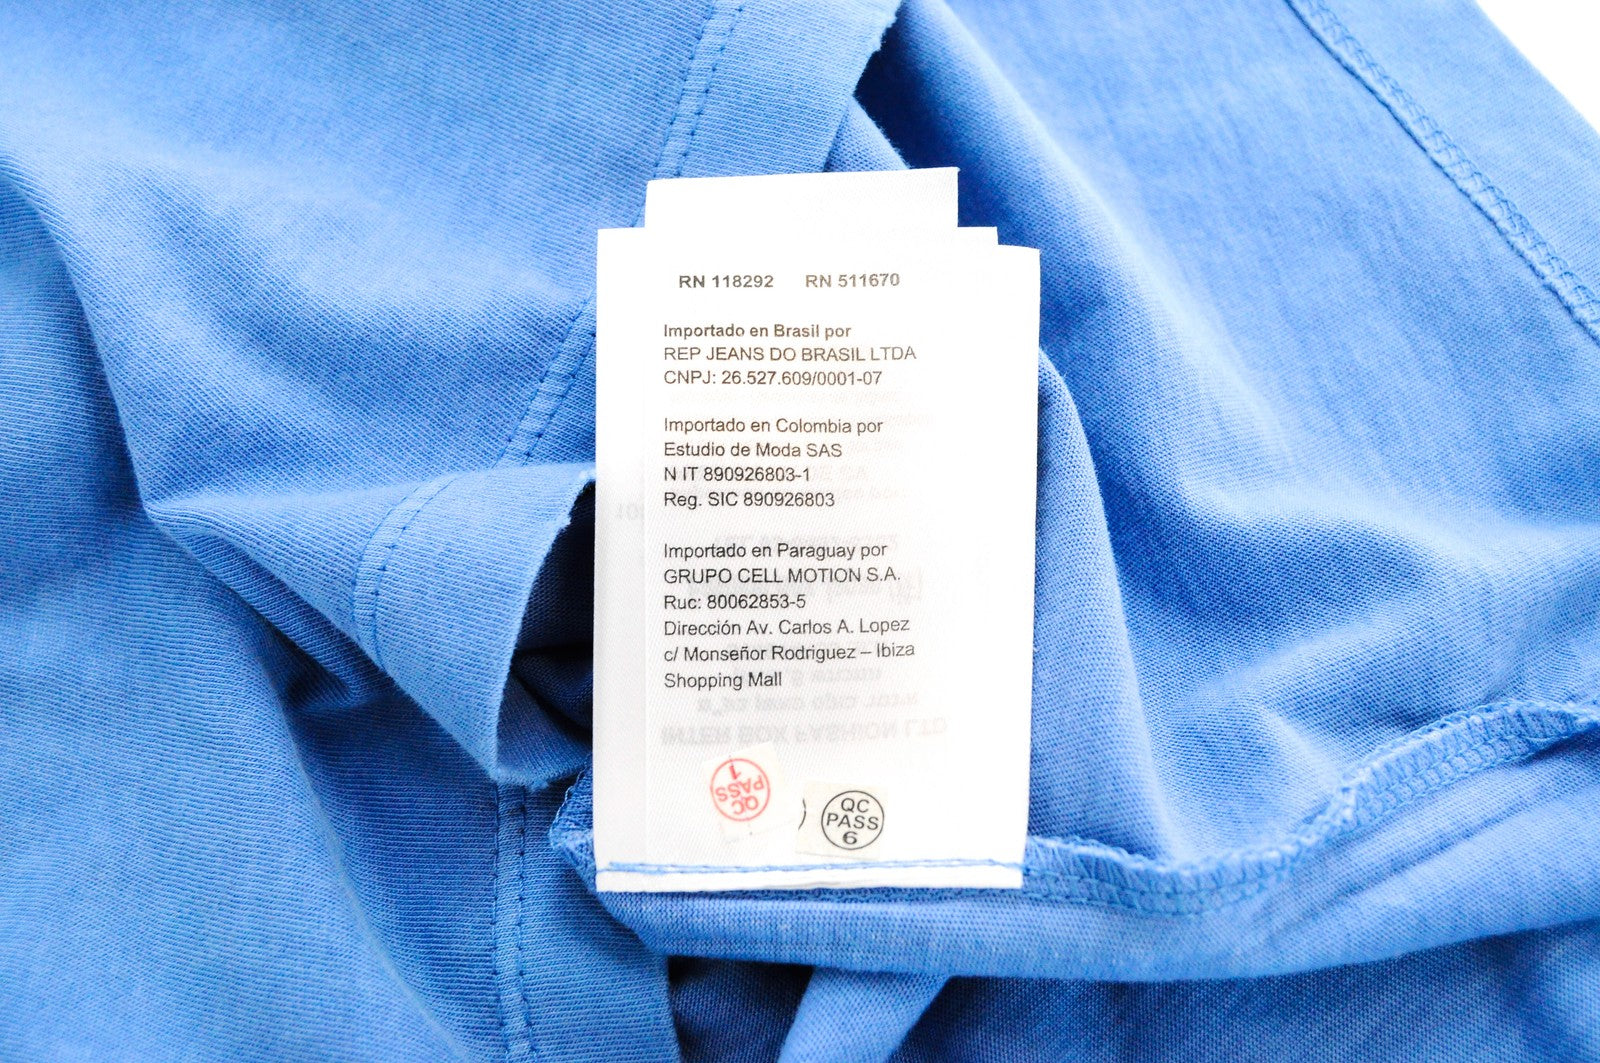 RN 118292 RN 511670
Importado en Brasil por
REP JEANS DO BRASIL LTDA
CNPJ: 26.527.609/0001-07
Importado en Colombia por
Estudio de Moda SAS
N IT 890926803-1
Reg. SIC 890926803
Importado en Paraguay por
GRUPO CELL MOTION S.A.
Ruc: 80062853-5
Dirección Av. Carlos A. Lopez
c/ Monseñor Rodriguez – Ibiza
Shopping Mall
QC
PASS
1
QC
PASS
6